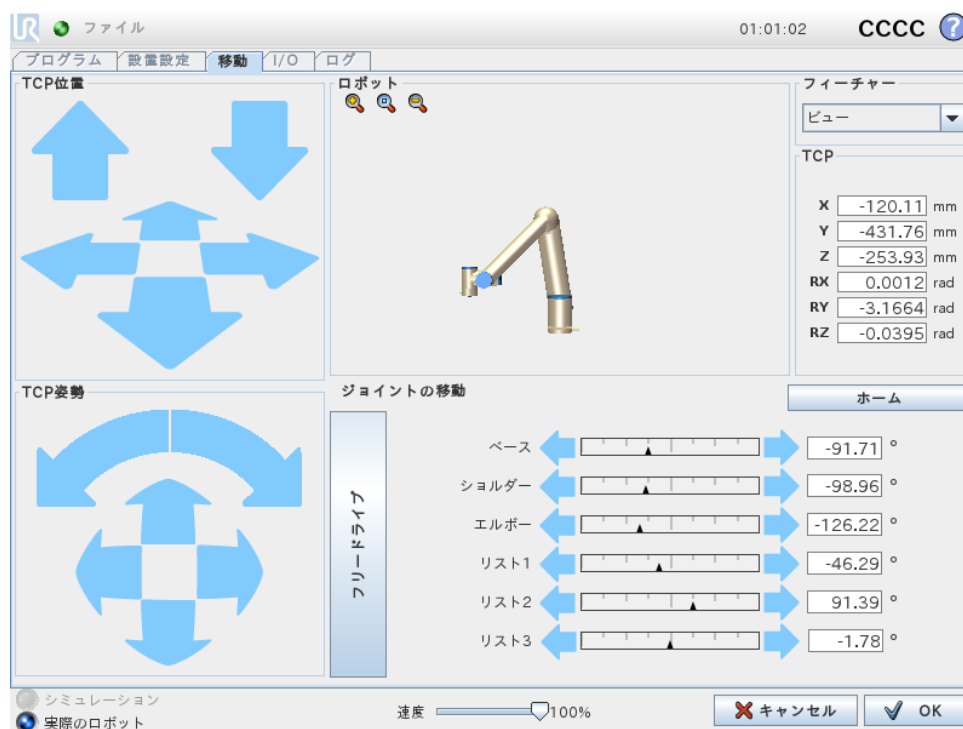 UR ファイル 01:01:02 CCCC ?
プログラム 設置設定 移動 I/O ログ
TCP位置
ロボット
フィーチャー
ビュー
TCP
X -120.11 mm
Y -431.76 mm
Z -253.93 mm
RX 0.0012 rad
RY -3.1664 rad
RZ -0.0395 rad
TCP姿勢
ジョイントの移動
ホーム
フリードライブ
ベース -91.71 °
ショルダー -98.96 °
エルボー -126.22 °
リスト1 -46.29 °
リスト2 91.39 °
リスト3 -1.78 °
シミュレーション
実際のロボット
速度 100%
キャンセル
OK